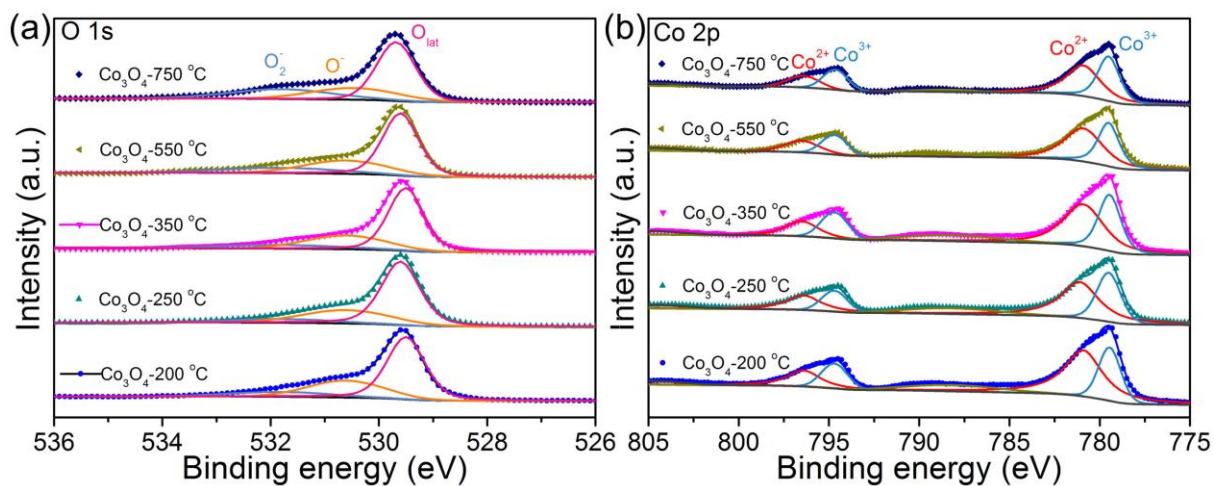 (a)
O 1s
O₂⁻
O⁻
Oₗₐₜ
Co₃O₄-750 °C
Co₃O₄-550 °C
Co₃O₄-350 °C
Co₃O₄-250 °C
Co₃O₄-200 °C
Intensity (a.u.)
536 534 532 530 528 526
Binding energy (eV)
(b)
Co 2p
Co²⁺ Co³⁺
Co²⁺ Co³⁺
Co₃O₄-750 °C
Co₃O₄-550 °C
Co₃O₄-350 °C
Co₃O₄-250 °C
Co₃O₄-200 °C
Intensity (a.u.)
805 800 795 790 785 780 775
Binding energy (eV)